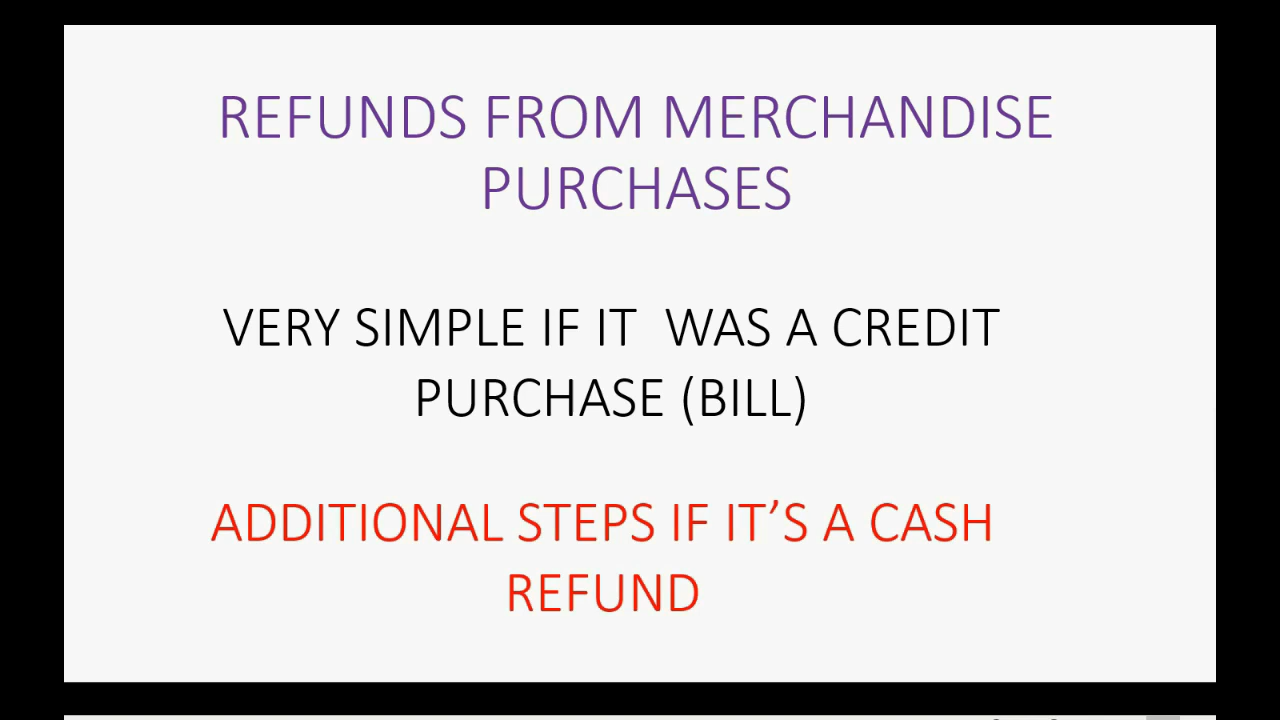 REFUNDS FROM MERCHANDISE
PURCHASES
VERY SIMPLE IF IT  WAS A CREDIT
PURCHASE (BILL)
ADDITIONAL STEPS IF IT’S A CASH
REFUND